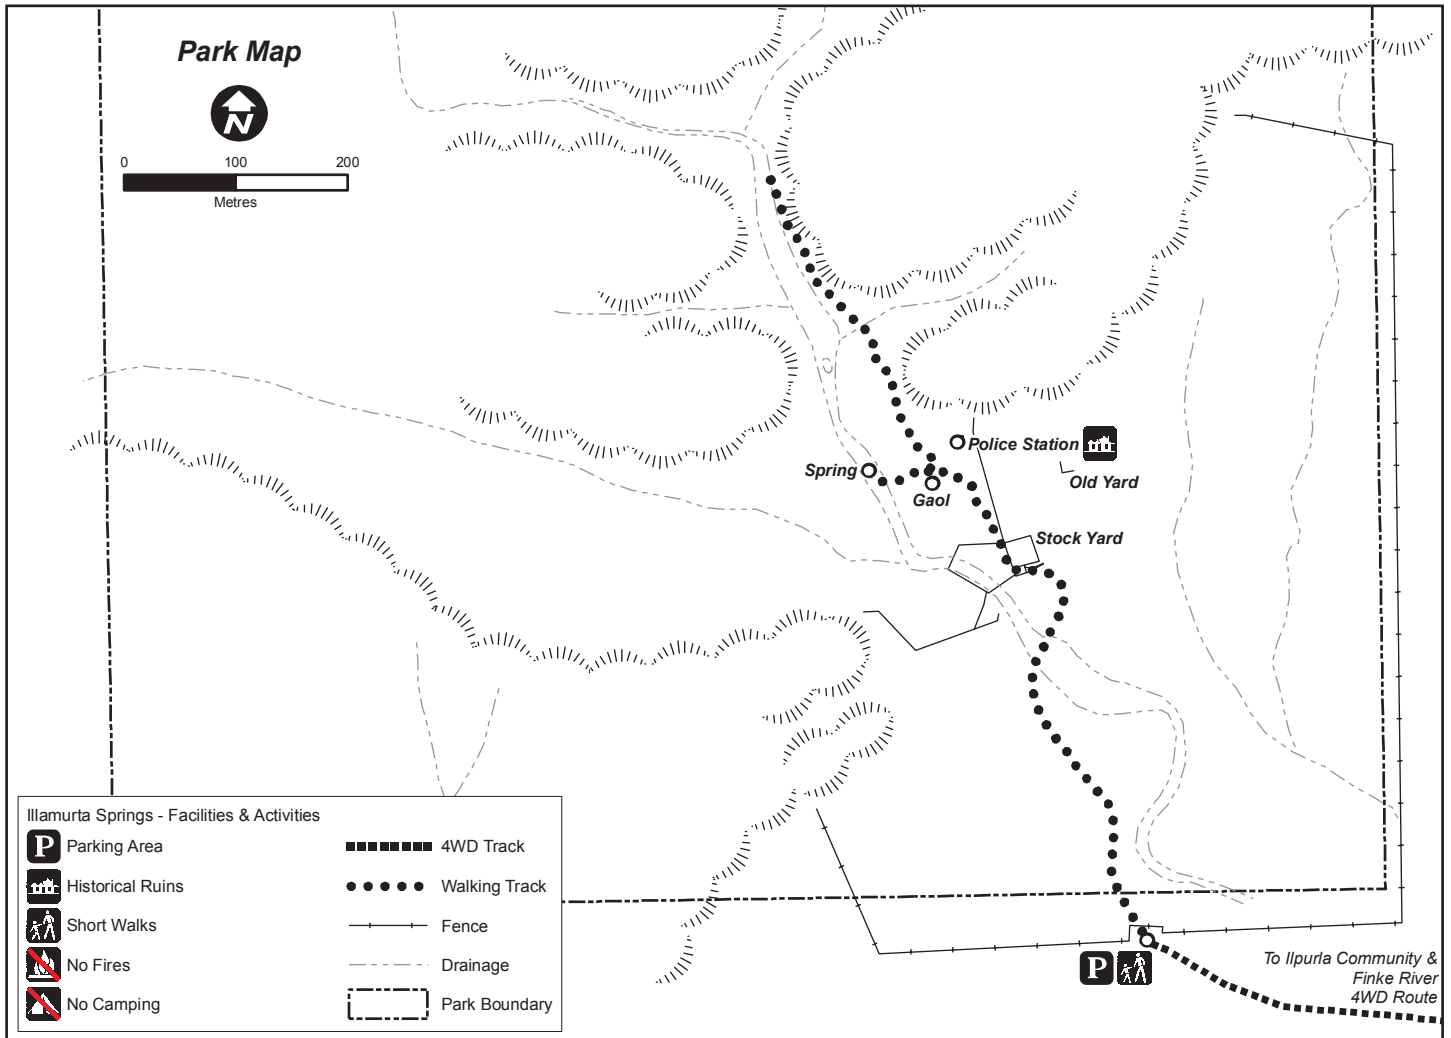 Park Map
N
0 100 200
Metres
Police Station
Spring
Old Yard
Gaol
Stock Yard
Illamurta Springs - Facilities & Activities
P Parking Area
Historical Ruins
Short Walks
No Fires
No Camping
4WD Track
Walking Track
Fence
Drainage
Park Boundary
P
To Ilpurla Community &
Finke River
4WD Route